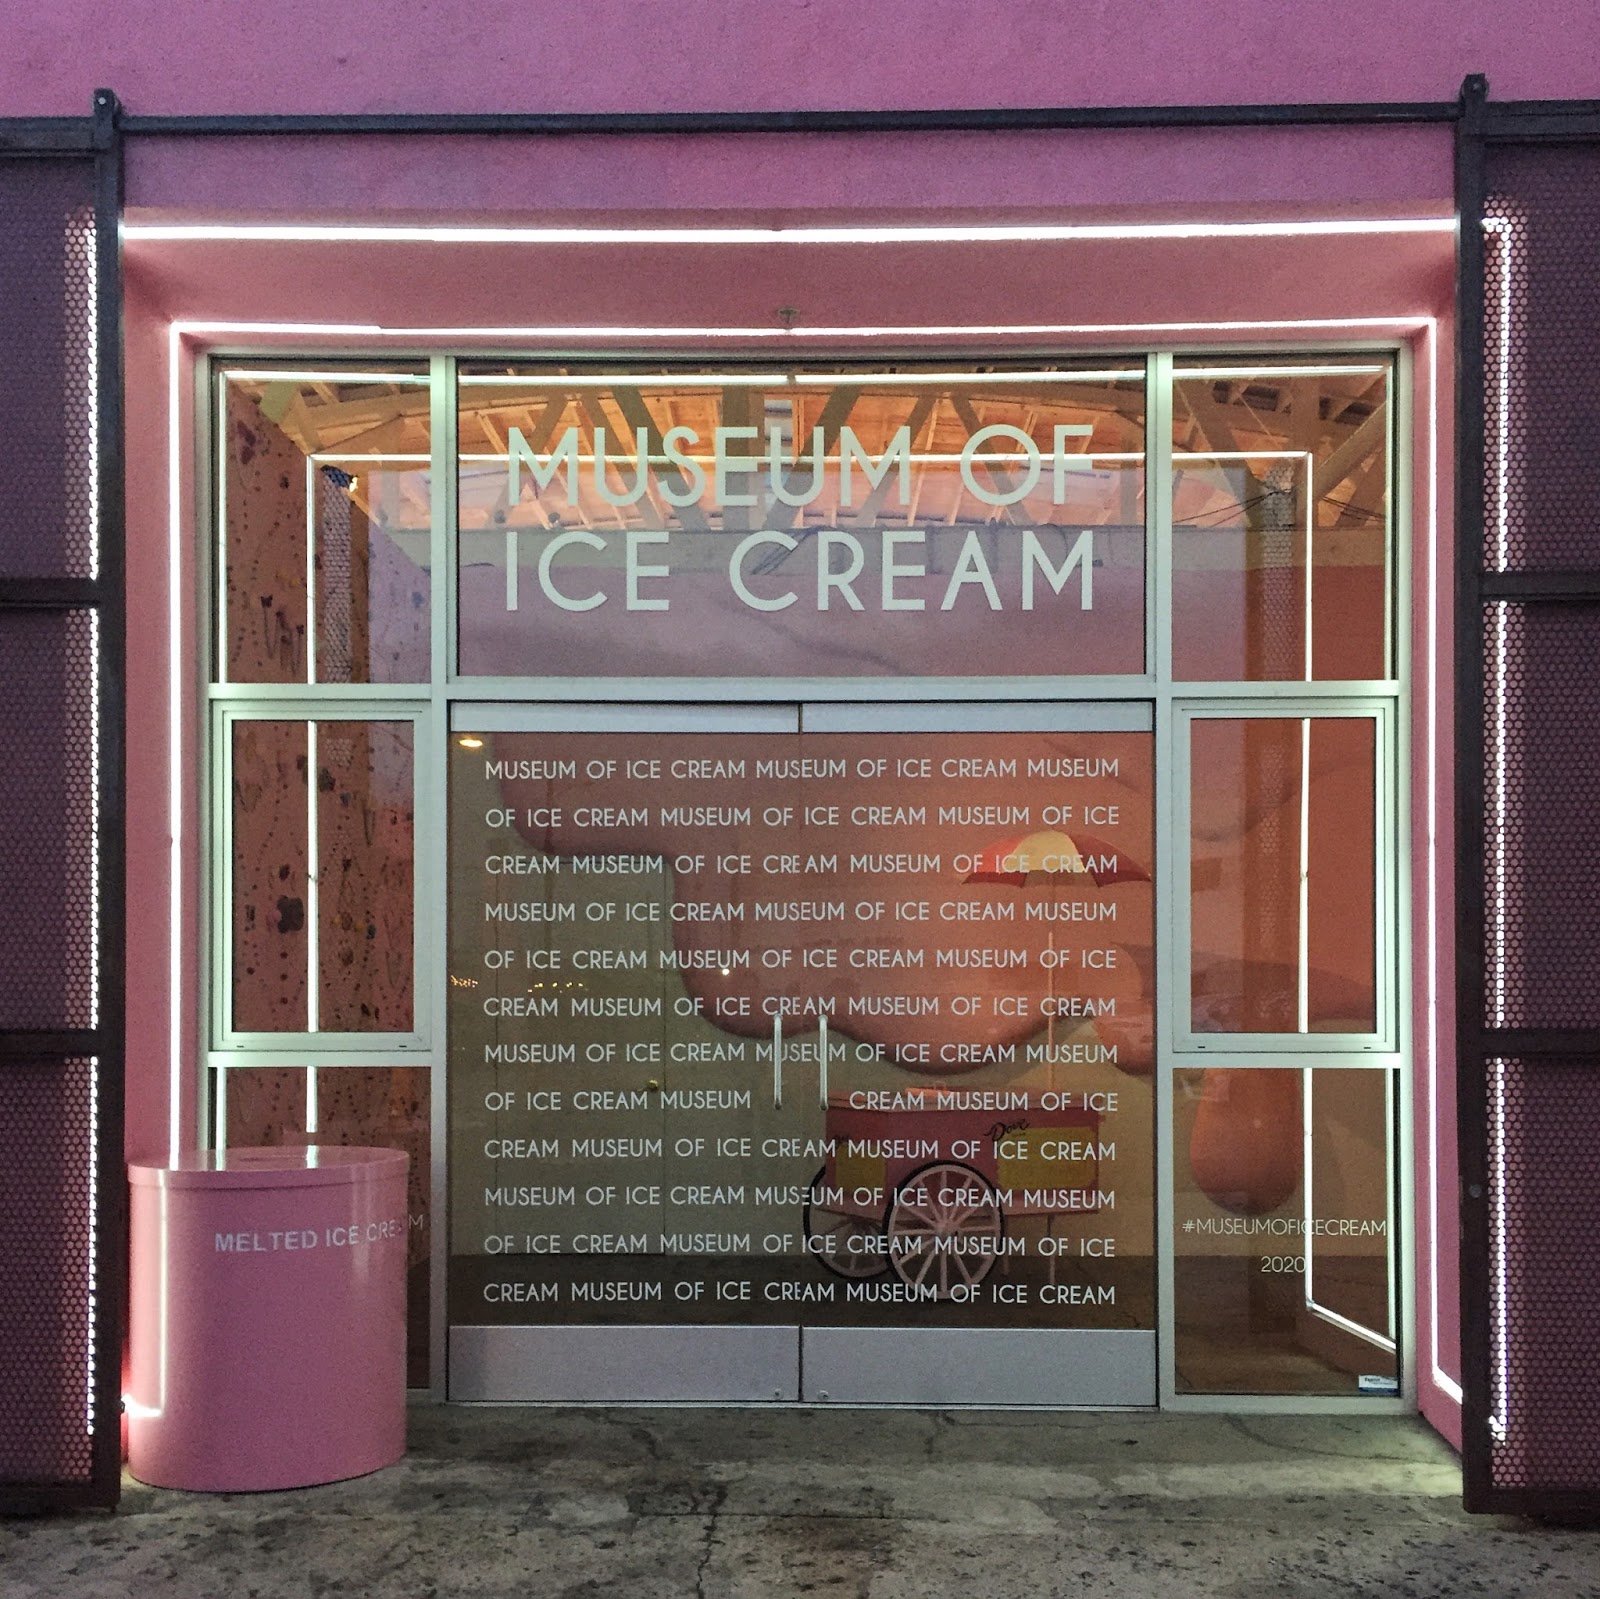 MUSEUM OF
ICE CREAM
MUSEUM OF ICE CREAM MUSEUM OF ICE CREAM MUSEUM
OF ICE CREAM MUSEUM OF ICE CREAM MUSEUM OF ICE
CREAM MUSEUM OF ICE CREAM MUSEUM OF ICE CREAM
MUSEUM OF ICE CREAM MUSEUM OF ICE CREAM MUSEUM
OF ICE CREAM MUSEUM OF ICE CREAM MUSEUM OF ICE
CREAM MUSEUM OF ICE CREAM MUSEUM OF ICE CREAM
MUSEUM OF ICE CREAM MUSEUM OF ICE CREAM MUSEUM
OF ICE CREAM MUSEUM CREAM MUSEUM OF ICE
CREAM MUSEUM OF ICE CREAM MUSEUM OF ICE CREAM
MUSEUM OF ICE CREAM MUSEUM OF ICE CREAM MUSEUM
OF ICE CREAM MUSEUM OF ICE CREAM MUSEUM OF ICE
CREAM MUSEUM OF ICE CREAM MUSEUM OF ICE CREAM
Dove
MELTED ICE CREAM
#MUSEUMOFICECREAM
2020